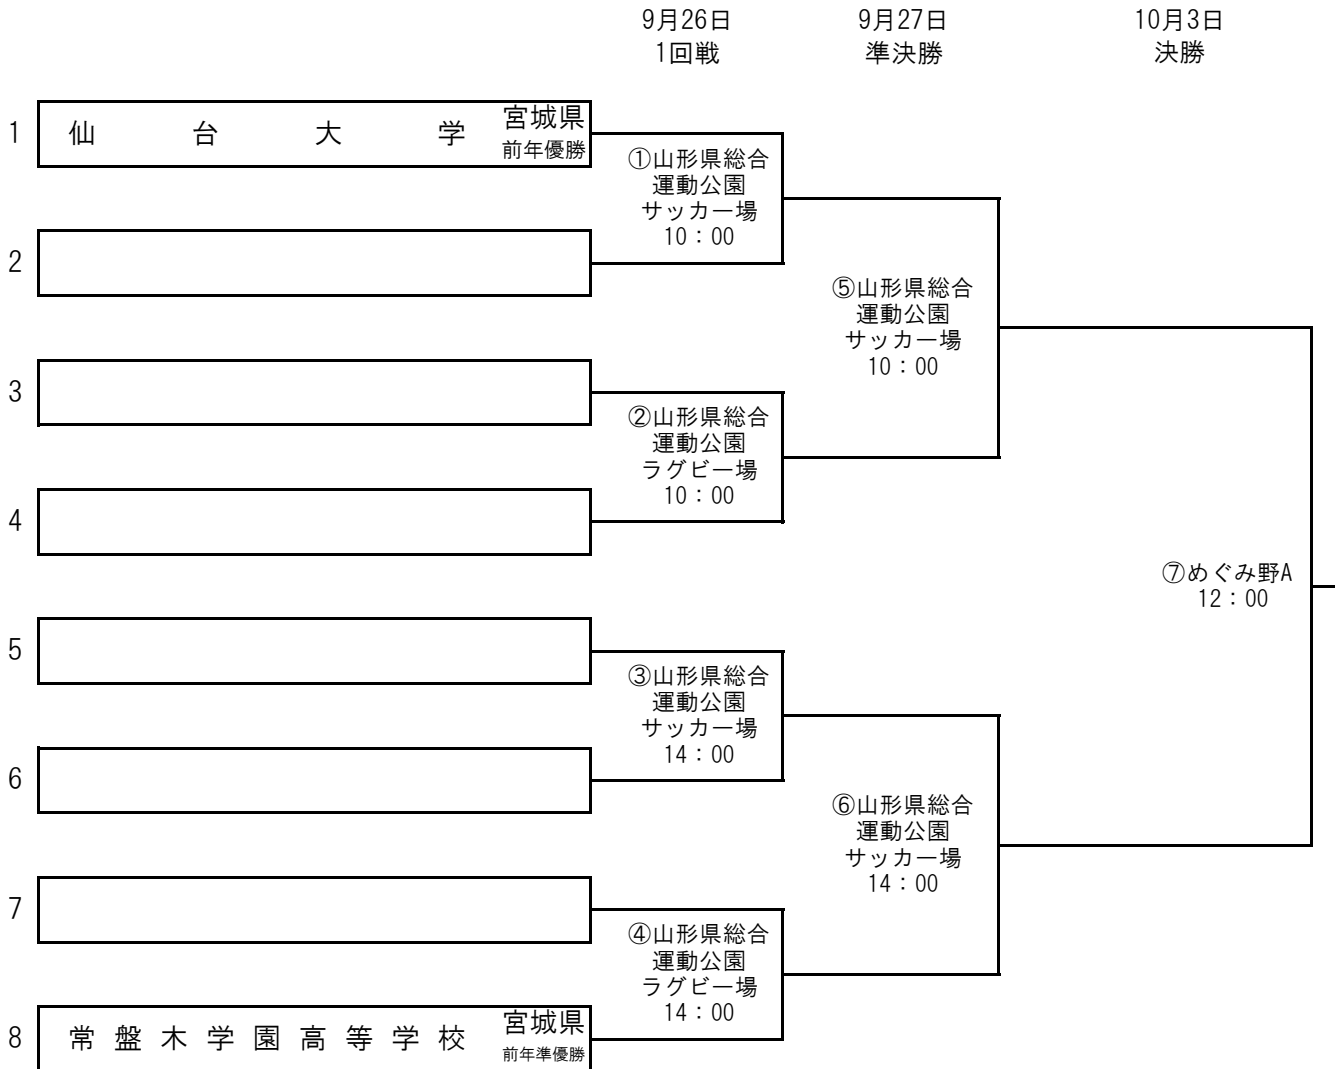 9月26日 9月27日 10月3日
1回戦 準決勝 決勝
1 仙台大学 宮城県
前年優勝
①山形県総合
運動公園
サッカー場
10：00
2
⑤山形県総合
運動公園
サッカー場
10：00
3
②山形県総合
運動公園
ラグビー場
10：00
4
⑦めぐみ野A
12：00
5
③山形県総合
運動公園
サッカー場
14：00
6
⑥山形県総合
運動公園
サッカー場
14：00
7
④山形県総合
運動公園
ラグビー場
14：00
8 常盤木学園高等学校 宮城県
前年準優勝